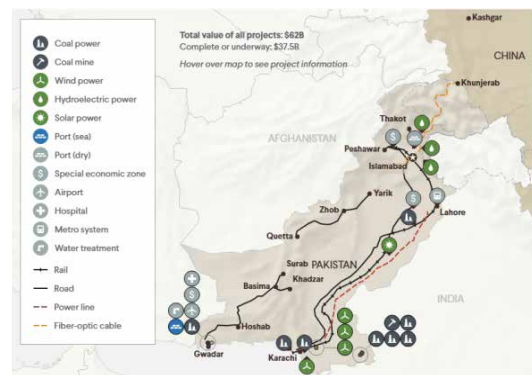 Coal power
Coal mine
Wind power
Hydroelectric power
Solar power
Port (sea)
Port (dry)
Special economic zone
Airport
Hospital
Metro system
Water treatment
Rail
Road
Power line
Fiber-optic cable
Total value of all projects: $62B
Complete or underway: $37.5B
Hover over map to see project information
Kashgar
CHINA
Khunjerab
Thakot
AFGHANISTAN
Peshawar
Islamabad
Yarik
Zhob
Lahore
Quetta
Surab
PAKISTAN
Khadzar
Basima
INDIA
Hoshab
Gwadar
Karachi
$
$
$
$